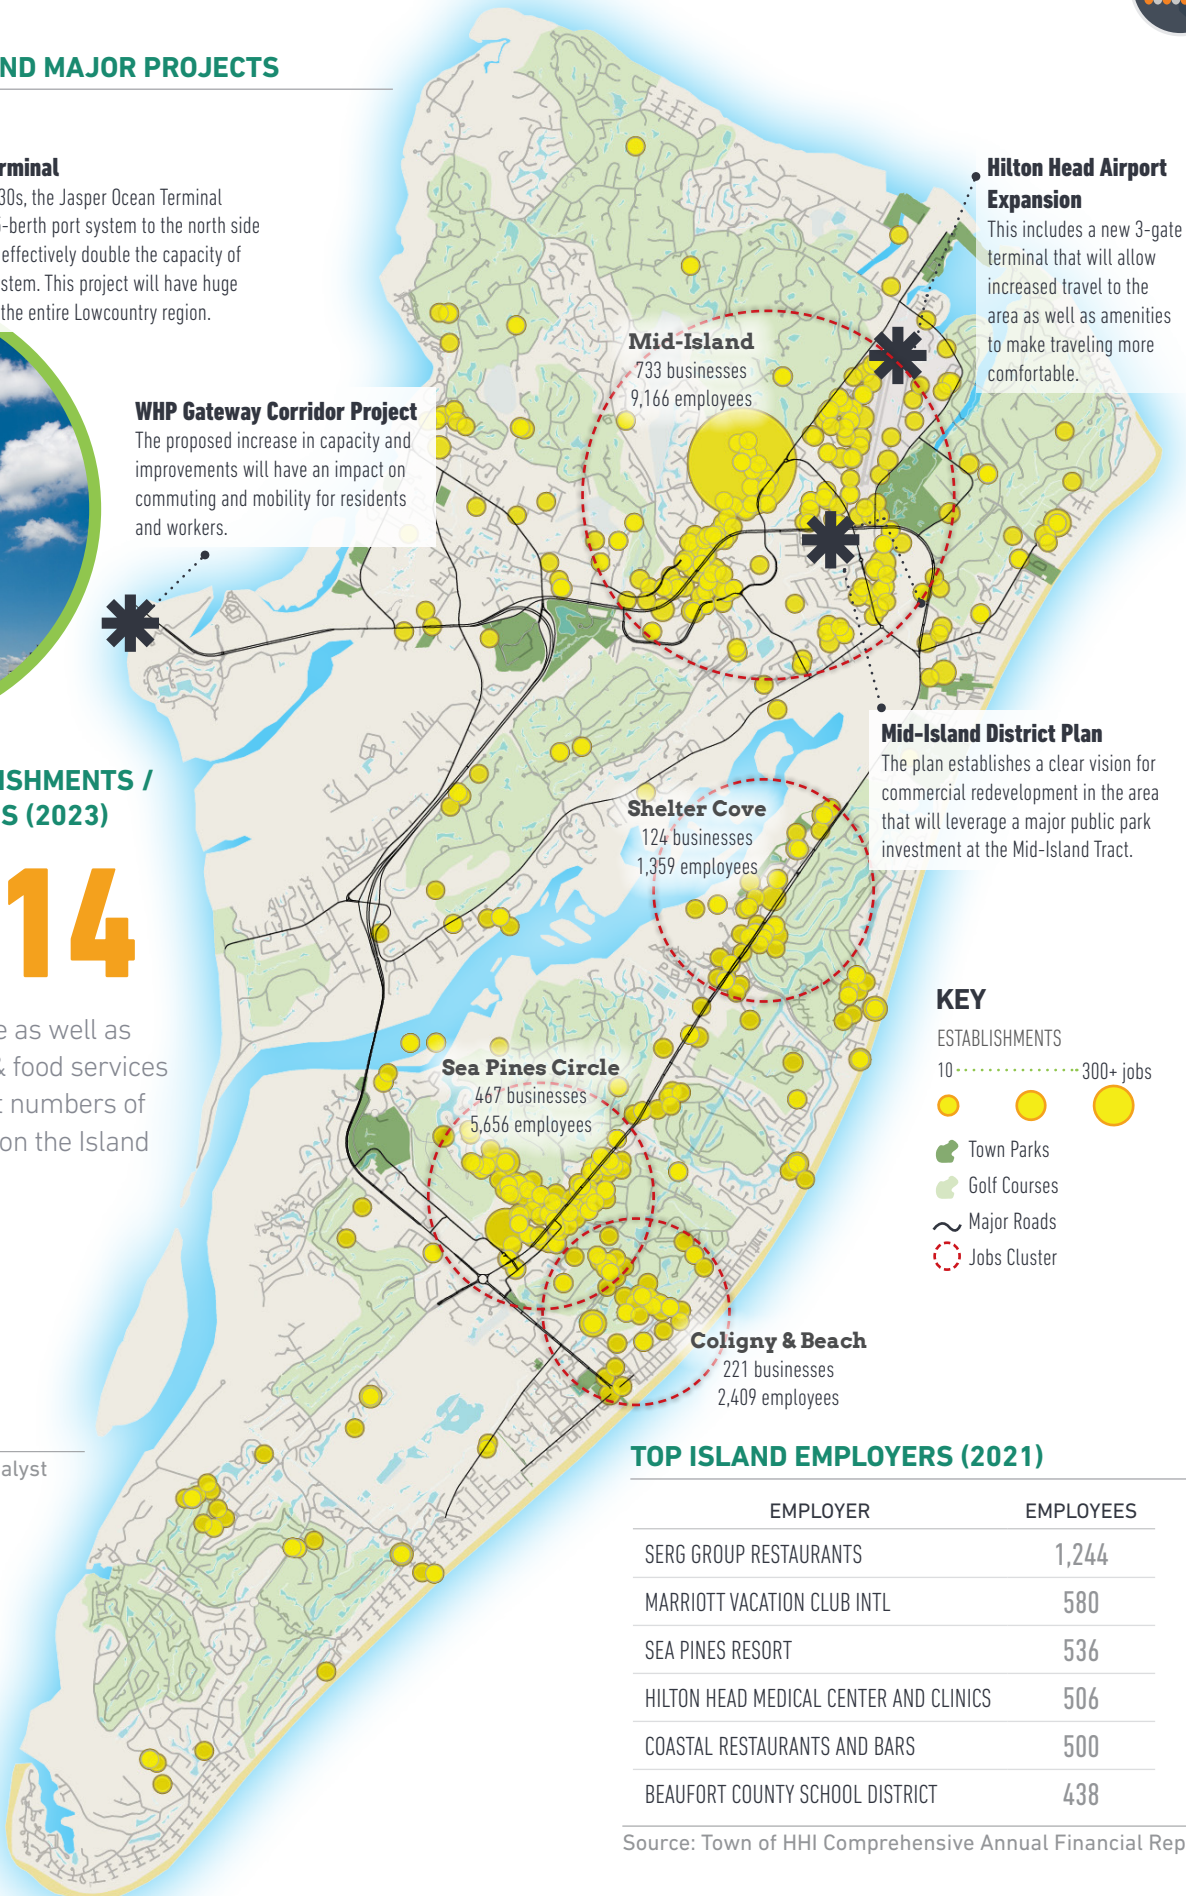 ND MAJOR PROJECTS
rminal
30s, the Jasper Ocean Terminal
-berth port system to the north side
effectively double the capacity of
stem. This project will have huge
the entire Lowcountry region.
Hilton Head Airport
Expansion
This includes a new 3-gate
terminal that will allow
increased travel to the
area as well as amenities
to make traveling more
comfortable.
Mid-Island
733 businesses
9,166 employees
WHP Gateway Corridor Project
The proposed increase in capacity and
improvements will have an impact on
commuting and mobility for residents
and workers.
Mid-Island District Plan
The plan establishes a clear vision for
commercial redevelopment in the area
that will leverage a major public park
investment at the Mid-Island Tract.
ISHMENTS /
S (2023)
14
e as well as
& food services
t numbers of
on the Island
Shelter Cove
124 businesses
1,359 employees
Sea Pines Circle
467 businesses
5,656 employees
KEY
ESTABLISHMENTS
10 300+ jobs
Town Parks
Golf Courses
Major Roads
Jobs Cluster
Coligny & Beach
221 businesses
2,409 employees
alyst
TOP ISLAND EMPLOYERS (2021)
EMPLOYER EMPLOYEES
SERG GROUP RESTAURANTS 1,244
MARRIOTT VACATION CLUB INTL 580
SEA PINES RESORT 536
HILTON HEAD MEDICAL CENTER AND CLINICS 506
COASTAL RESTAURANTS AND BARS 500
BEAUFORT COUNTY SCHOOL DISTRICT 438
Source: Town of HHI Comprehensive Annual Financial Rep